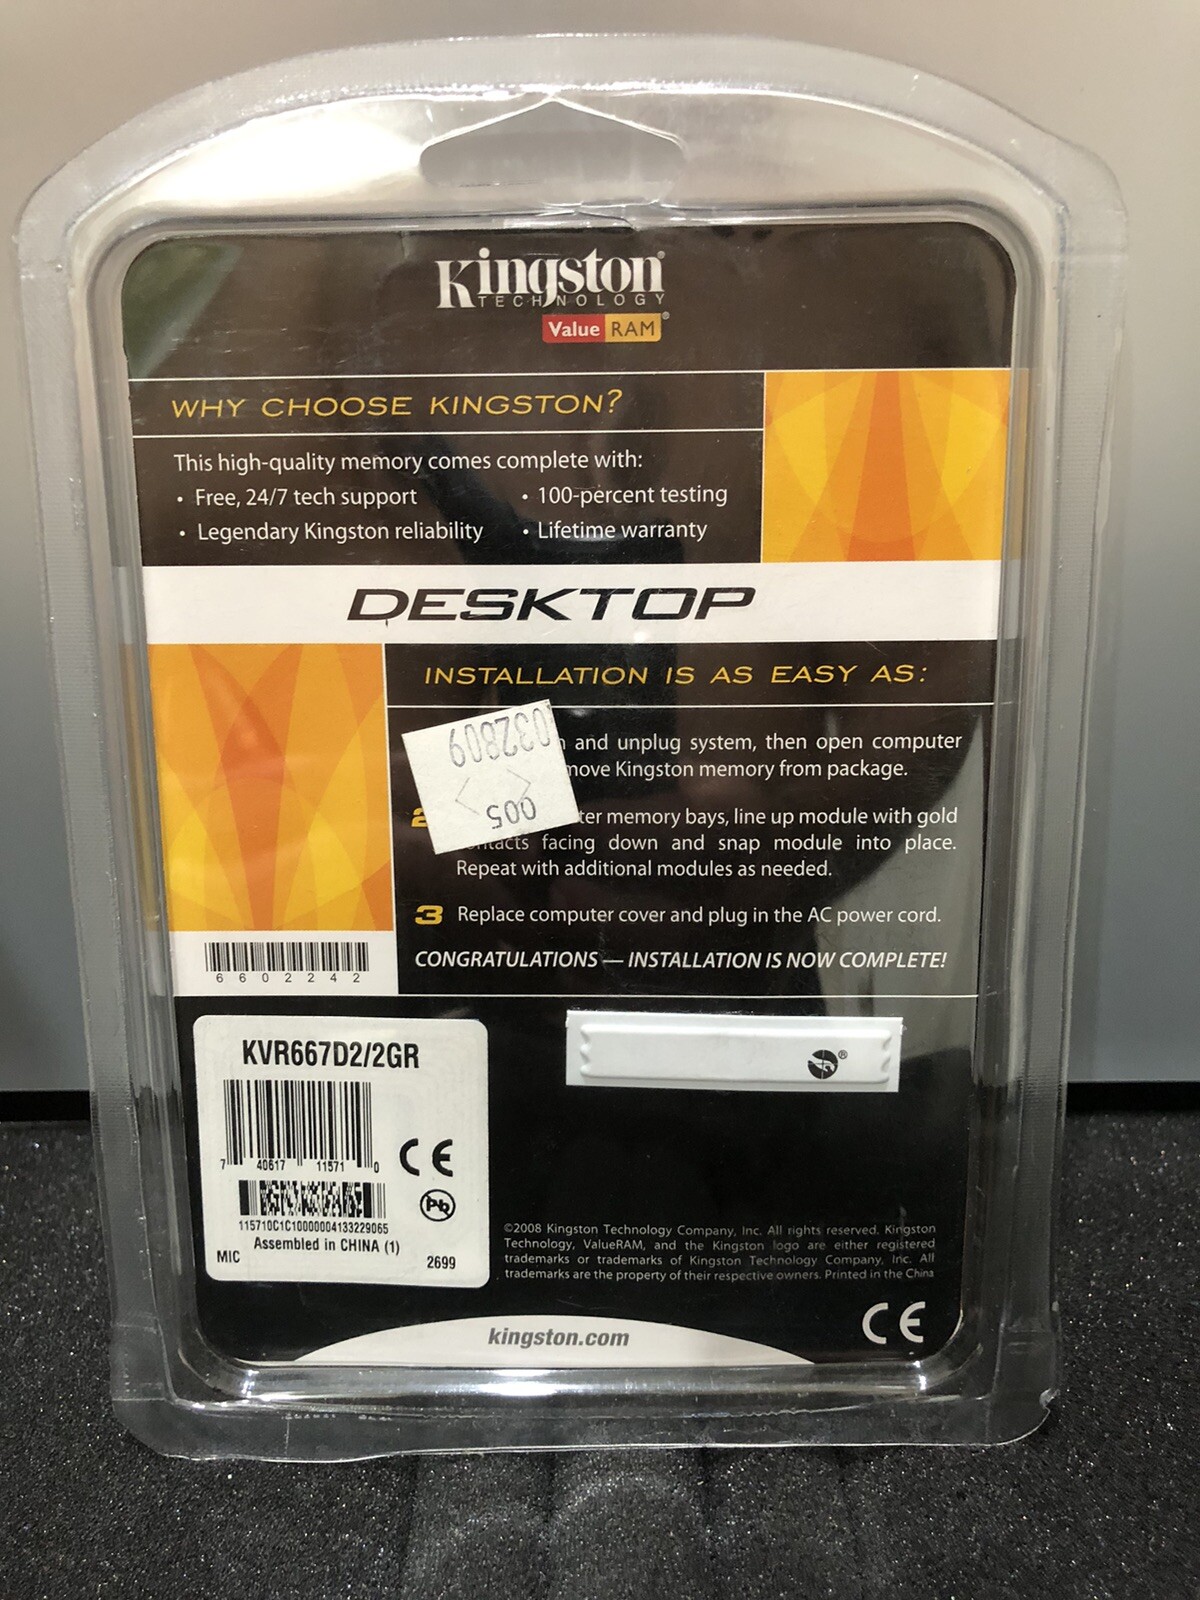 Kingston®
TECHNOLOGY
Value RAM®
WHY CHOOSE KINGSTON?
This high-quality memory comes complete with:
• Free, 24/7 tech support
• 100-percent testing
• Legendary Kingston reliability
• Lifetime warranty
DESKTOP
INSTALLATION IS AS EASY AS:
032809
005
and unplug system, then open computer
Kingston memory from package.
2
memory bays, line up module with gold
facing down and snap module into place.
Repeat with additional modules as needed.
3 Replace computer cover and plug in the AC power cord.
CONGRATULATIONS — INSTALLATION IS NOW COMPLETE!
6602242
KVR667D2/2GR
7 40617 11571 0
CE
Pb
115710C1C10000004133229065
Assembled in CHINA (1)
MIC
2699
®
©2008 Kingston Technology Company, Inc. All rights reserved. Kingston
Technology, ValueRAM, and the Kingston logo are either registered
trademarks or trademarks of Kingston Technology Company, Inc. All
trademarks are the property of their respective owners. Printed in the China
CE
kingston.com